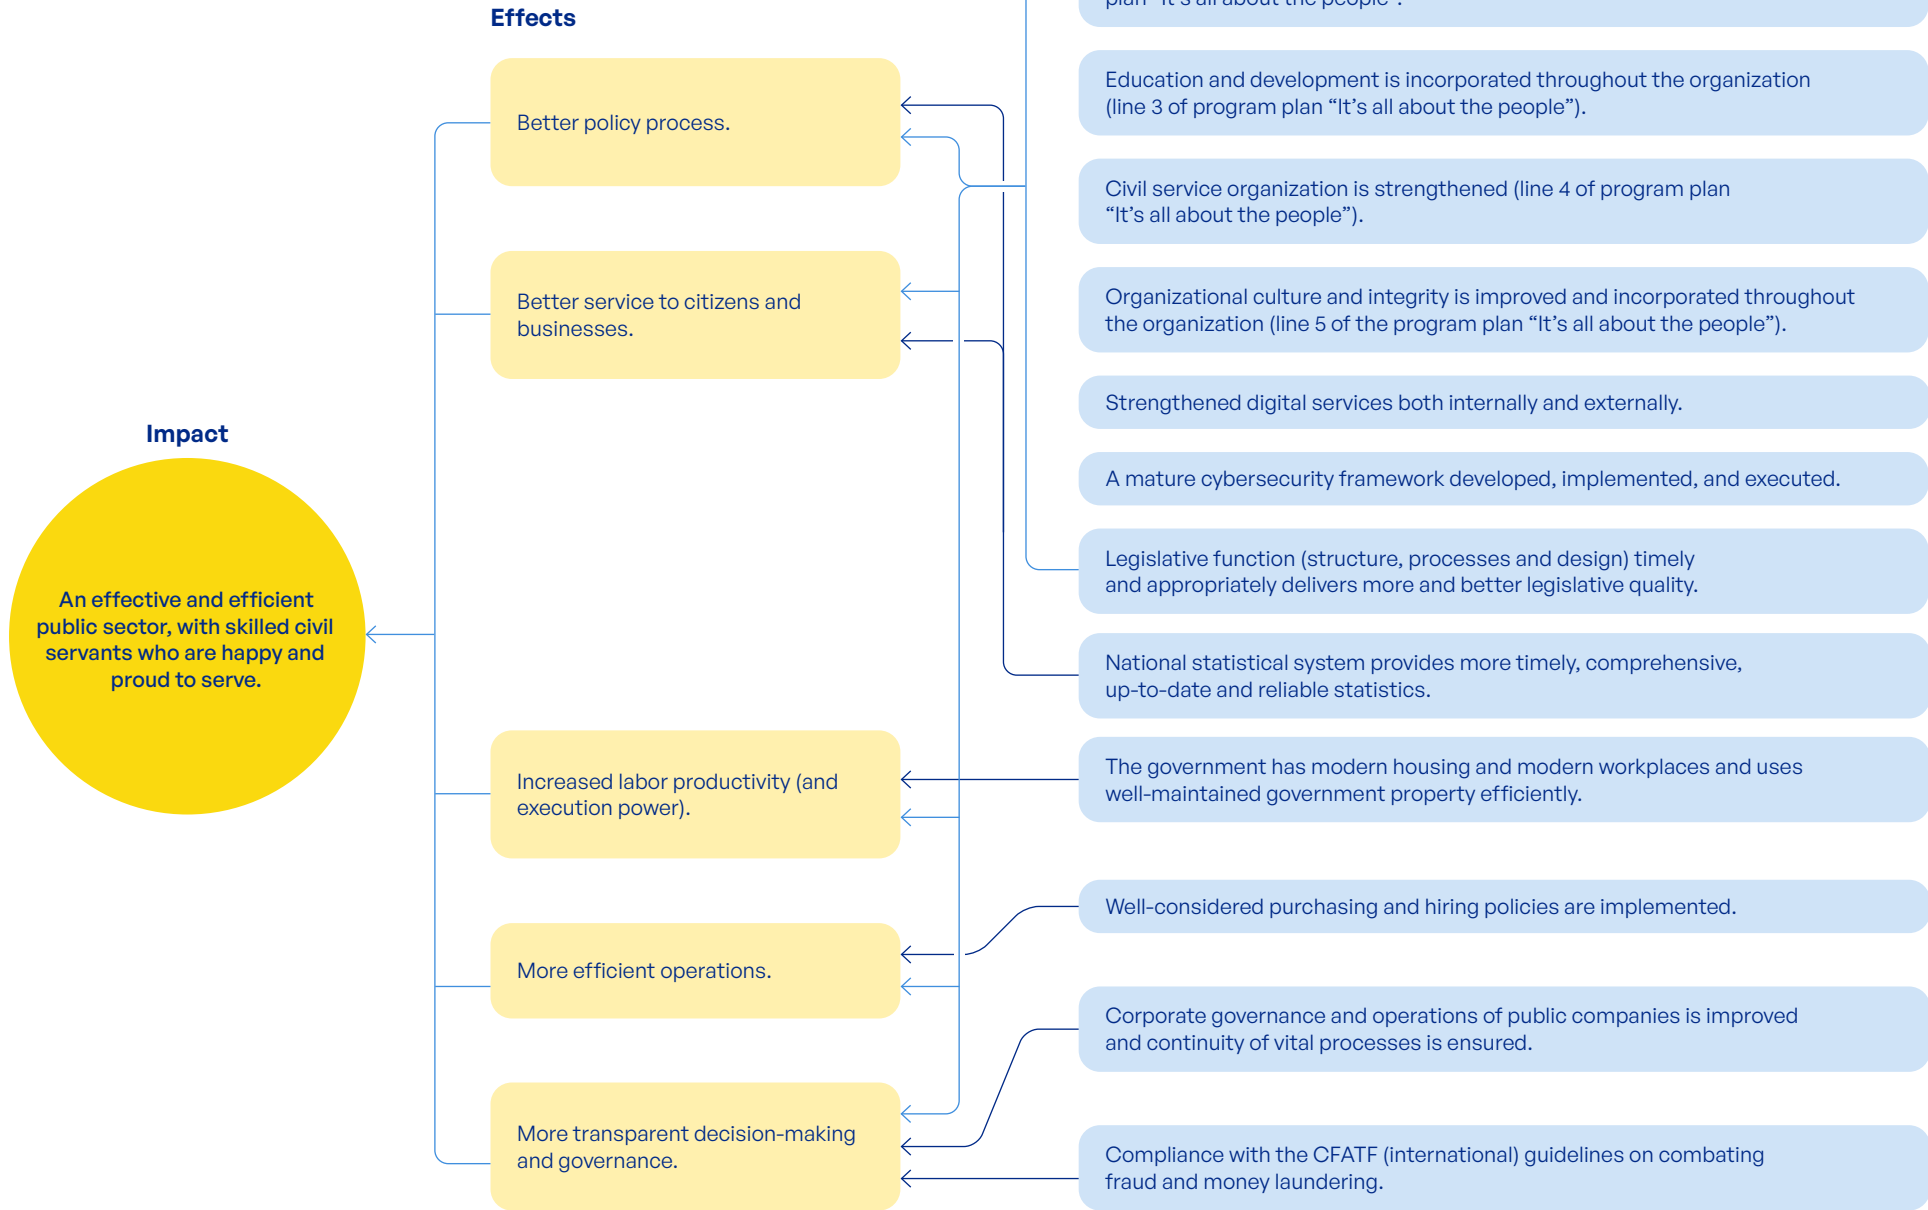 Effects
plan “It’s all about the people”.
Better policy process.
Better service to citizens and
businesses.
Increased labor productivity (and
execution power).
More efficient operations.
More transparent decision-making
and governance.
Impact
An effective and efficient
public sector, with skilled civil
servants who are happy and
proud to serve.
Education and development is incorporated throughout the organization
(line 3 of program plan “It’s all about the people”).
Civil service organization is strengthened (line 4 of program plan
“It’s all about the people”).
Organizational culture and integrity is improved and incorporated throughout
the organization (line 5 of the program plan “It’s all about the people”).
Strengthened digital services both internally and externally.
A mature cybersecurity framework developed, implemented, and executed.
Legislative function (structure, processes and design) timely
and appropriately delivers more and better legislative quality.
National statistical system provides more timely, comprehensive,
up-to-date and reliable statistics.
The government has modern housing and modern workplaces and uses
well-maintained government property efficiently.
Well-considered purchasing and hiring policies are implemented.
Corporate governance and operations of public companies is improved
and continuity of vital processes is ensured.
Compliance with the CFATF (international) guidelines on combating
fraud and money laundering.